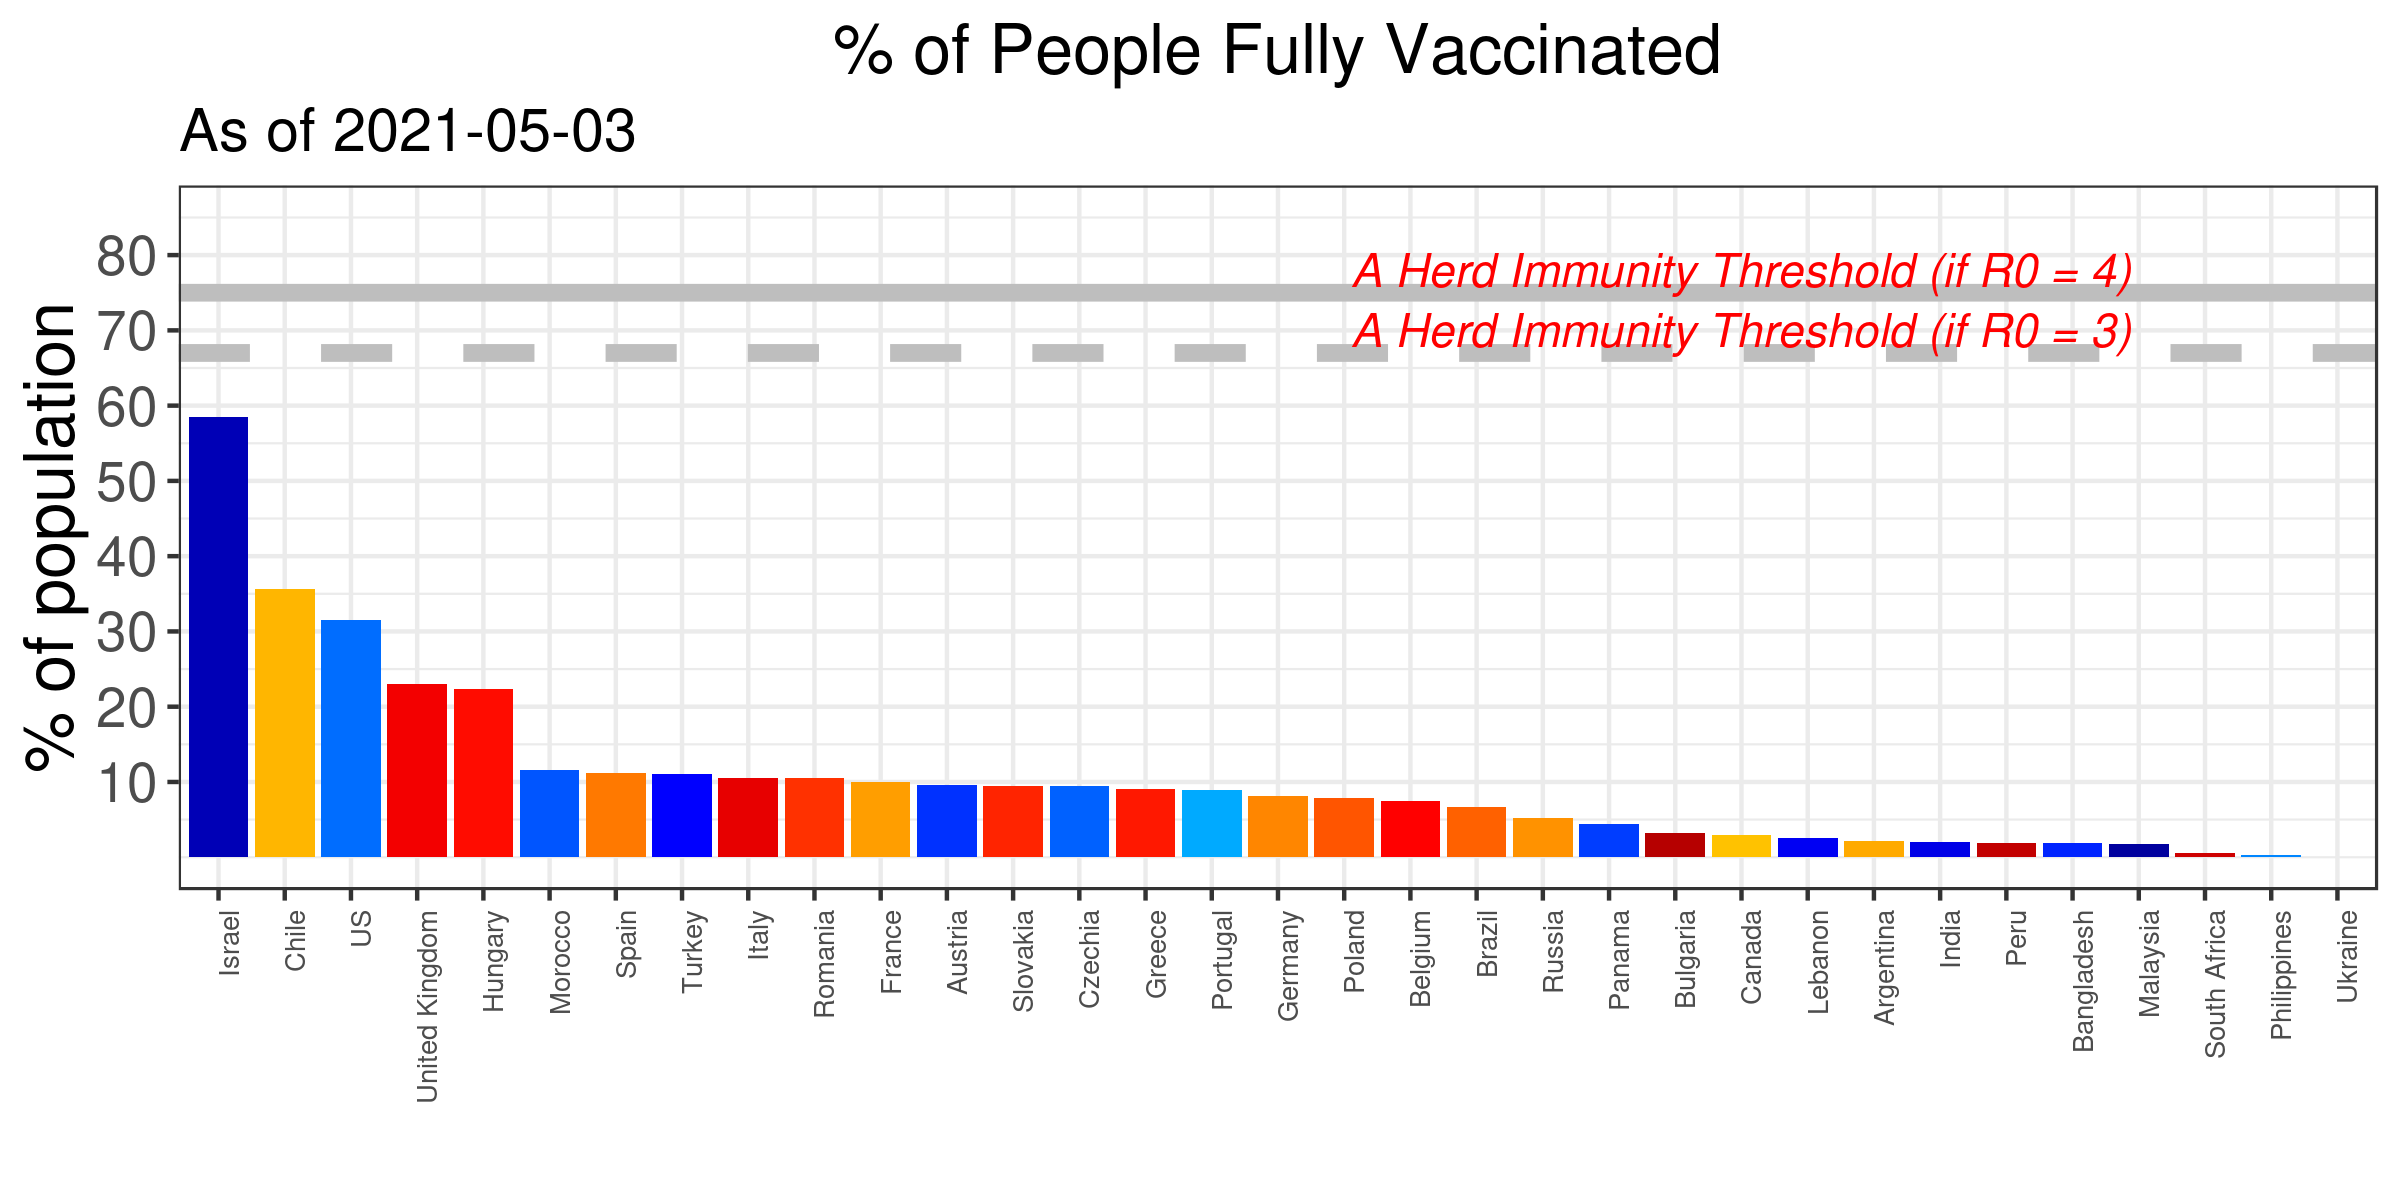 % of People Fully Vaccinated
As of 2021-05-03
% of population
80
70
60
50
40
30
20
10
A Herd Immunity Threshold (if R0 = 4)
A Herd Immunity Threshold (if R0 = 3)
Israel
Chile
US
United Kingdom
Hungary
Morocco
Spain
Turkey
Italy
Romania
France
Austria
Slovakia
Czechia
Greece
Portugal
Germany
Poland
Belgium
Brazil
Russia
Panama
Bulgaria
Canada
Lebanon
Argentina
India
Peru
Bangladesh
Malaysia
South Africa
Philippines
Ukraine